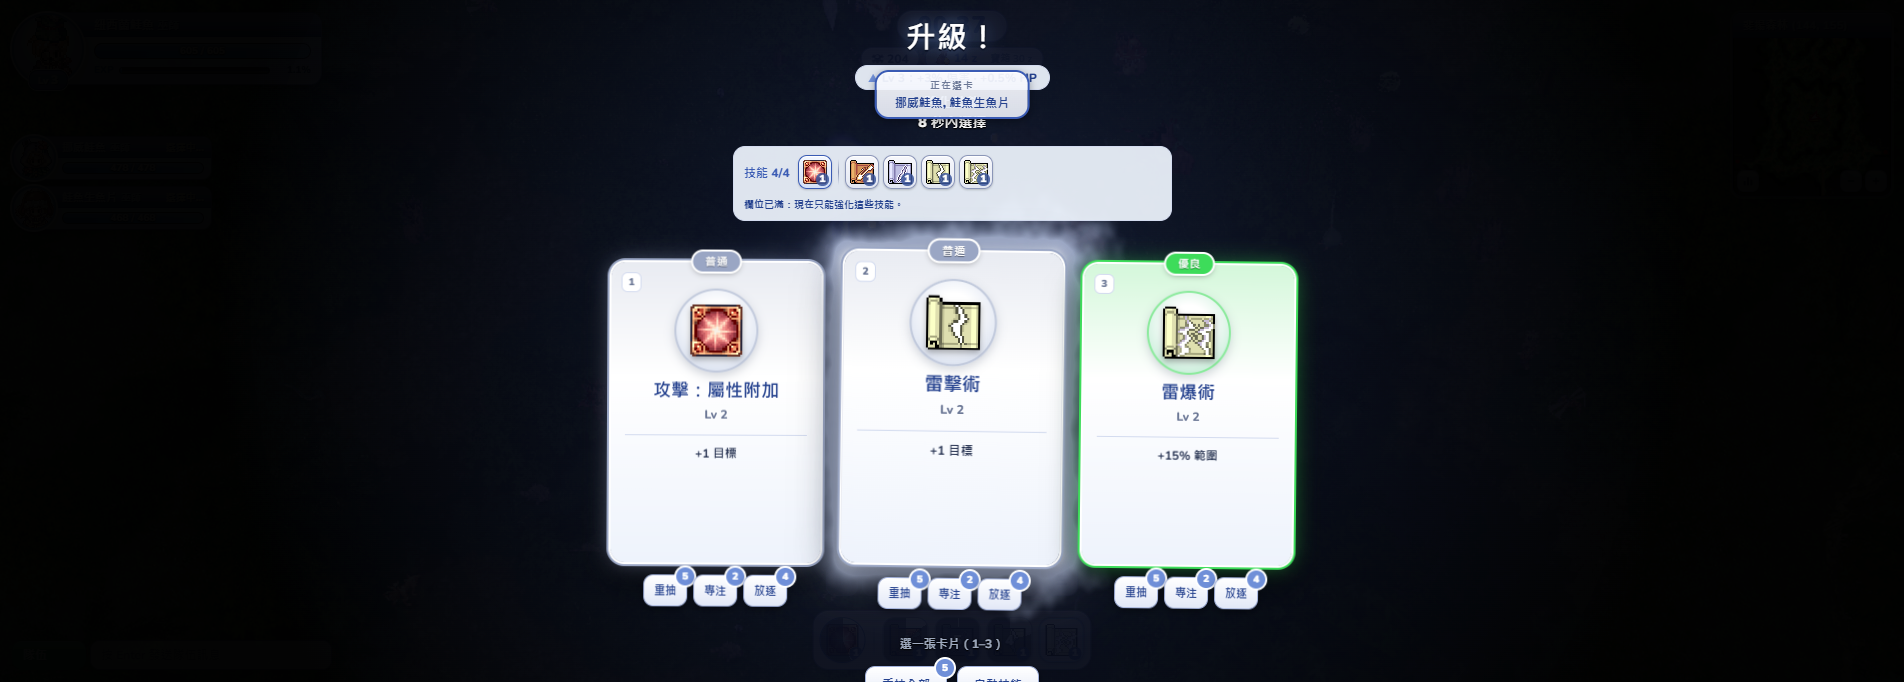 升級！
正在選卡
挪威鮭魚, 鮭魚生魚片
8 秒內選擇
技能 4/4
1
1
1
1
1
欄位已滿：現在只能強化這些技能。
普通
1
攻擊：屬性附加
Lv 2
+1 目標
重抽 5
專注 2
放逐 4
普通
2
雷擊術
Lv 2
+1 目標
重抽 5
專注 2
放逐 4
優良
3
雷爆術
Lv 2
+15% 範圍
重抽 5
專注 2
放逐 4
選一張卡片 ( 1–3 )
5